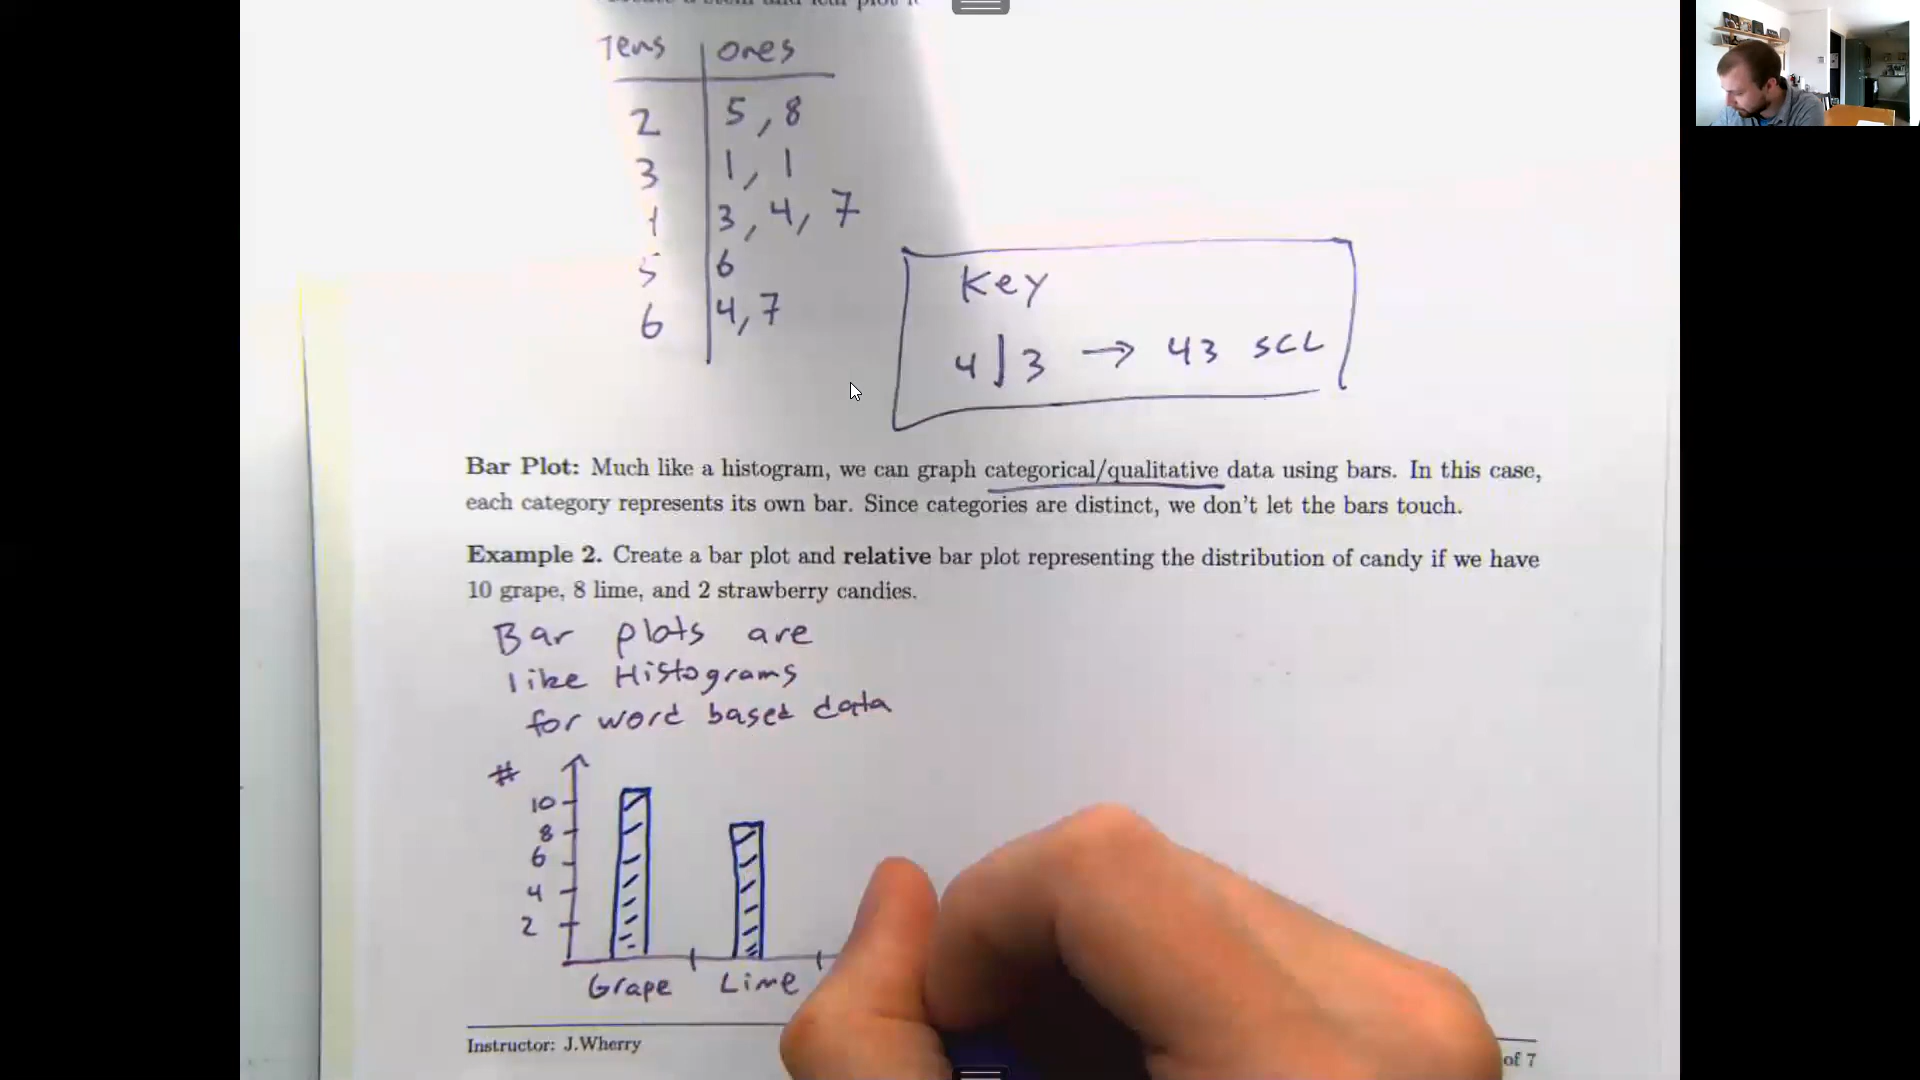 Tens ones
2 5, 8
3 1, 1
3, 4, 7
5 6
6 4, 7
Key
4|3 → 43 SCL
Bar Plot: Much like a histogram, we can graph categorical/qualitative data using bars. In this case,
each category represents its own bar. Since categories are distinct, we don't let the bars touch.
Example 2. Create a bar plot and relative bar plot representing the distribution of candy if we have
10 grape, 8 lime, and 2 strawberry candies.
Bar plots are
like Histograms
for word based data
#
10
8
6
4
2
Grape Lime
Instructor: J.Wherry
of 7